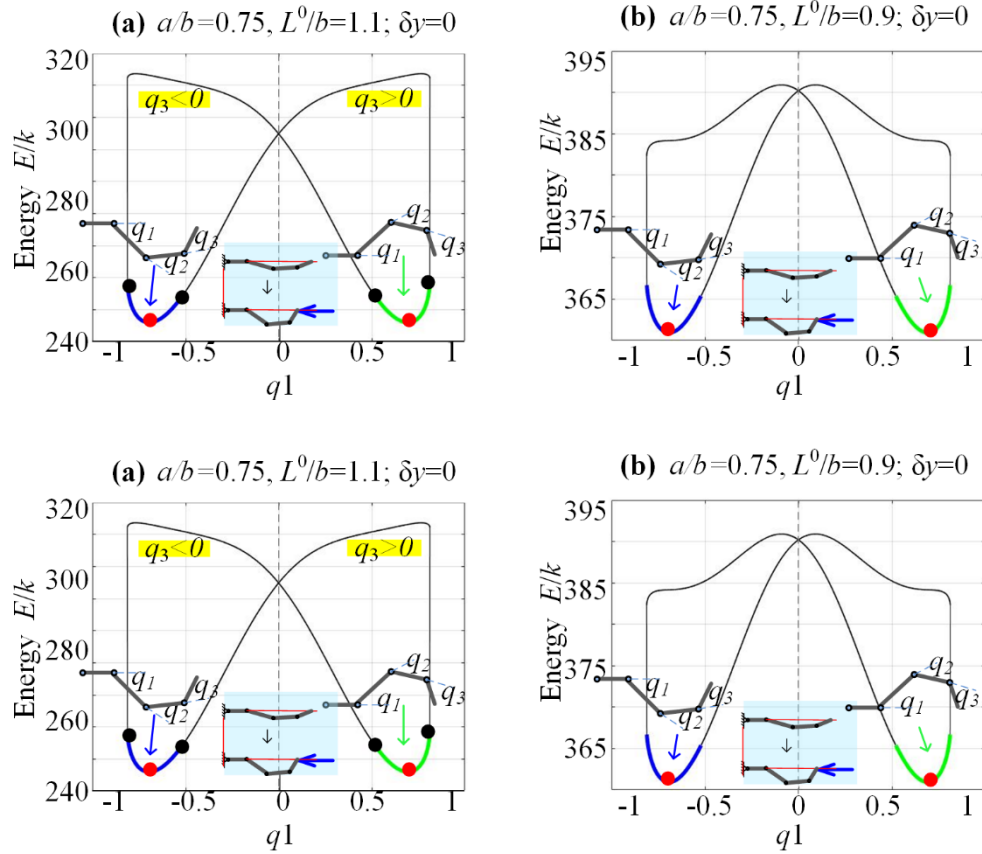 (a) a/b=0.75, L⁰/b=1.1; δy=0
(b) a/b=0.75, L⁰/b=0.9; δy=0
320
q₃<0
q₃>0
300
280
260
240
Energy E/k
q₁
q₂
q₃
q₂
q₁
q₃
-1
-0.5
0
0.5
1
q1
395
385
375
365
Energy E/k
q₁
q₂
q₃
q₂
q₁
q₃
-1
-0.5
0
0.5
1
q1
(a) a/b=0.75, L⁰/b=1.1; δy=0
(b) a/b=0.75, L⁰/b=0.9; δy=0
320
q₃<0
q₃>0
300
280
260
240
Energy E/k
q₁
q₂
q₃
q₂
q₁
q₃
-1
-0.5
0
0.5
1
q1
395
385
375
365
Energy E/k
q₁
q₂
q₃
q₂
q₁
q₃
-1
-0.5
0
0.5
1
q1